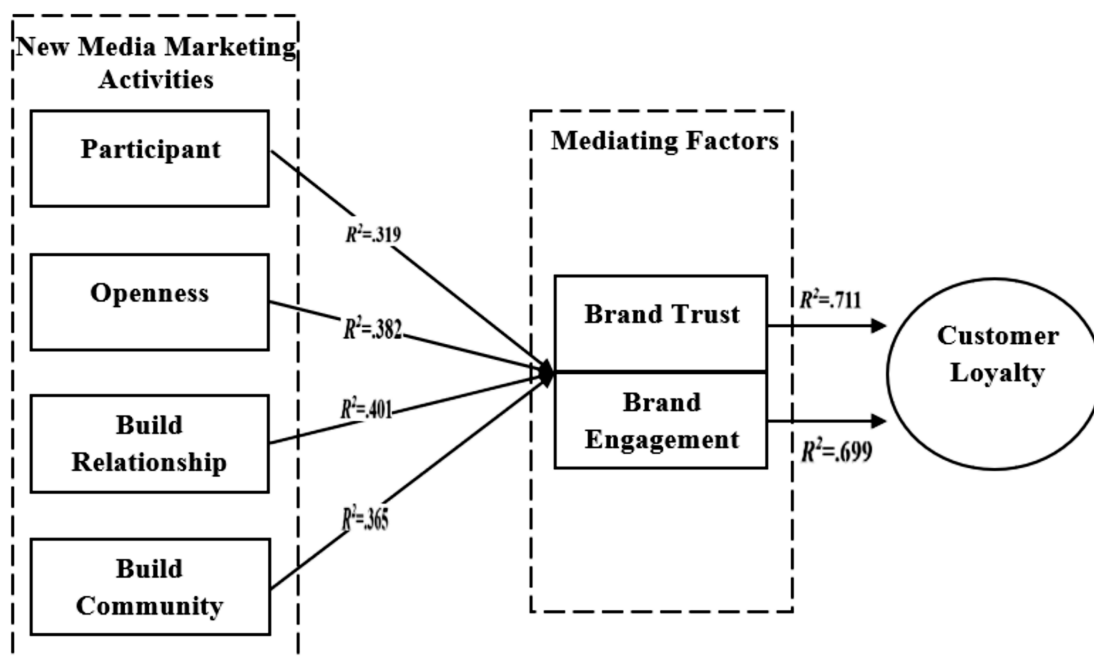 New Media Marketing
Activities
Participant
Openness
Build
Relationship
Build
Community
R²=.319
R²=.382
R²=.401
R²=.365
Mediating Factors
Brand Trust
Brand
Engagement
R²=.711
R²=.699
Customer
Loyalty